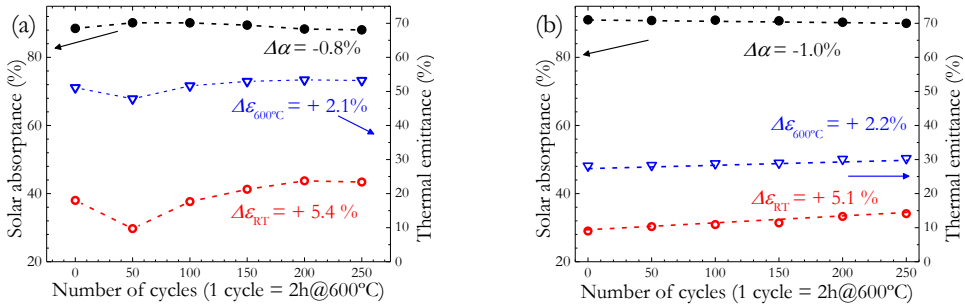 (a)
Δα = -0.8%
Δε600ºC = + 2.1%
ΔεRT = + 5.4 %
Solar absorptance (%)
80
60
40
20
Thermal emittance (%)
70
60
50
40
30
20
10
0
0 50 100 150 200 250
Number of cycles (1 cycle = 2h@600ºC)
(b)
Δα = -1.0%
Δε600ºC = + 2.2%
ΔεRT = + 5.1 %
Solar absorptance (%)
80
60
40
20
Thermal emittance (%)
70
60
50
40
30
20
10
0
0 50 100 150 200 250
Number of cycles (1 cycle = 2h@600ºC)